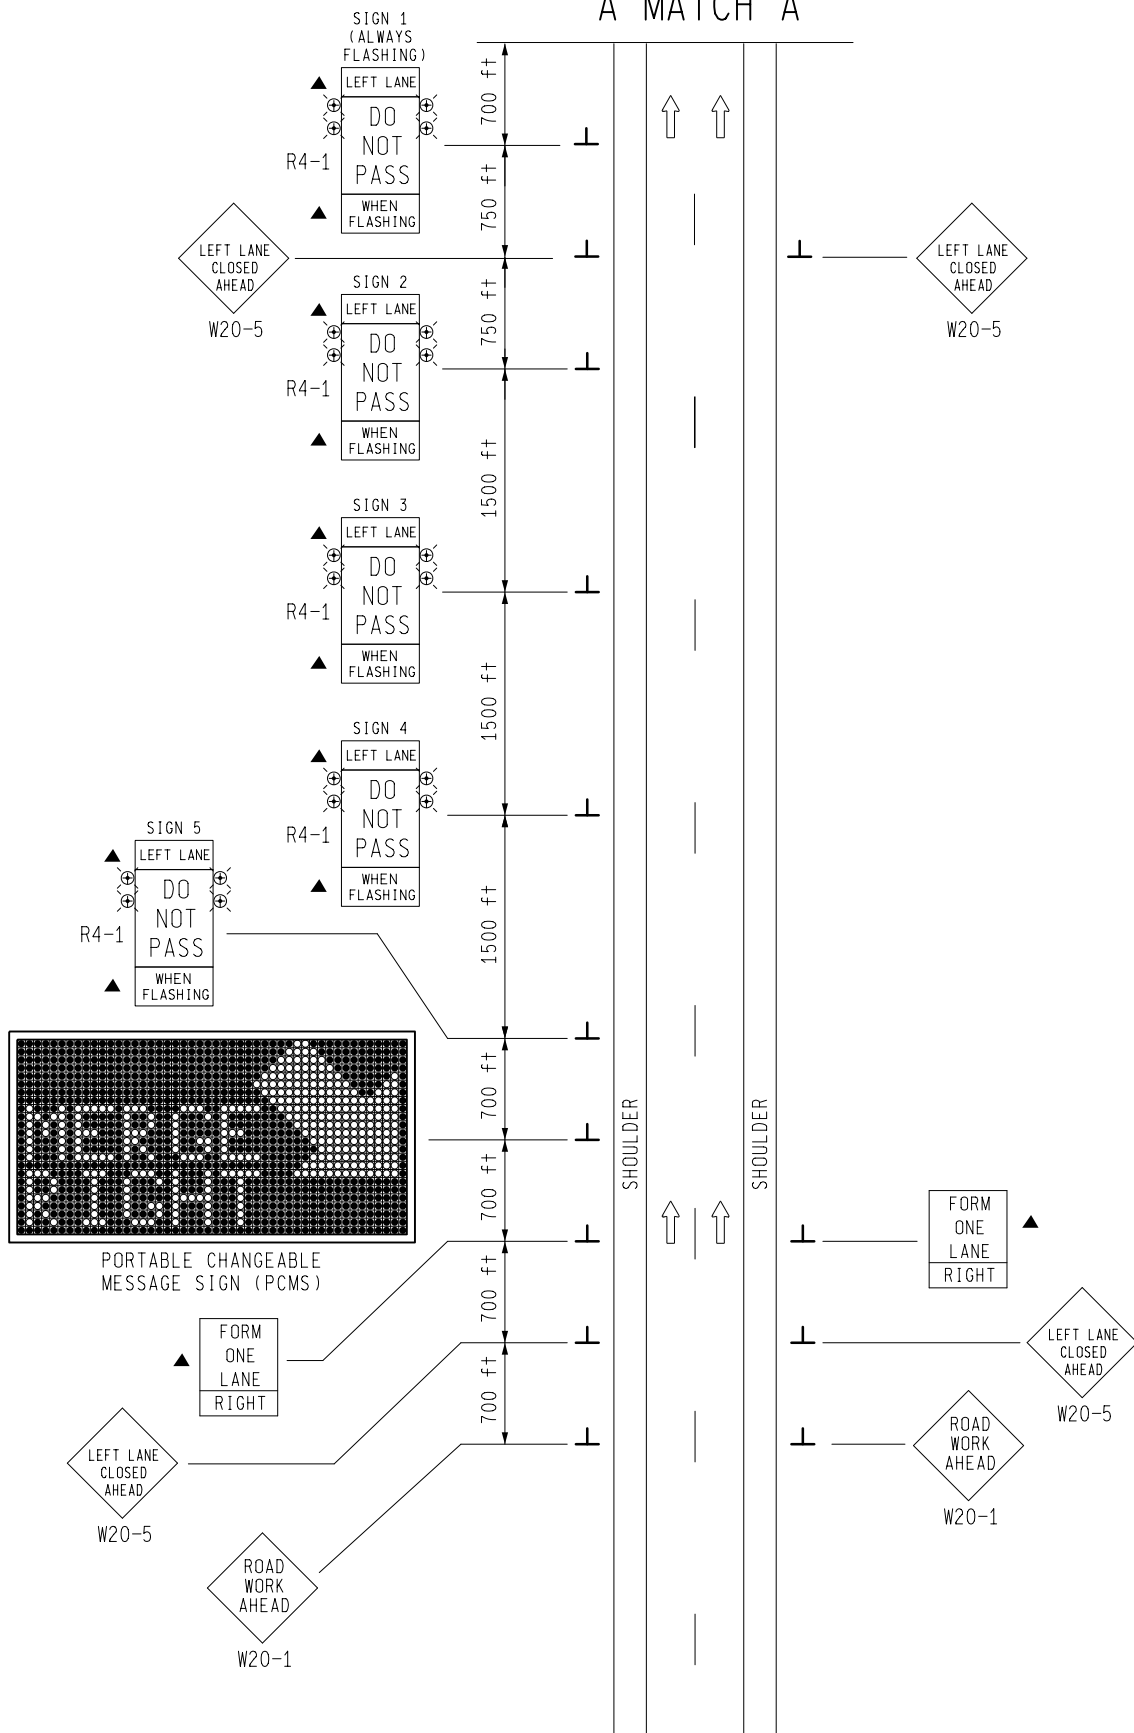 A MATCH A
SIGN 1
(ALWAYS
FLASHING)
LEFT LANE
DO
NOT
PASS
WHEN
FLASHING
R4-1
700 ft
750 ft
LEFT LANE
CLOSED
AHEAD
W20-5
LEFT LANE
CLOSED
AHEAD
W20-5
SIGN 2
LEFT LANE
DO
NOT
PASS
WHEN
FLASHING
R4-1
750 ft
1500 ft
SIGN 3
LEFT LANE
DO
NOT
PASS
WHEN
FLASHING
R4-1
1500 ft
SIGN 4
LEFT LANE
DO
NOT
PASS
WHEN
FLASHING
R4-1
1500 ft
SIGN 5
LEFT LANE
DO
NOT
PASS
WHEN
FLASHING
R4-1
700 ft
MERGE
RIGHT
PORTABLE CHANGEABLE
MESSAGE SIGN (PCMS)
SHOULDER
SHOULDER
700 ft
FORM
ONE
LANE
RIGHT
FORM
ONE
LANE
RIGHT
700 ft
LEFT LANE
CLOSED
AHEAD
W20-5
LEFT LANE
CLOSED
AHEAD
W20-5
700 ft
ROAD
WORK
AHEAD
W20-1
ROAD
WORK
AHEAD
W20-1